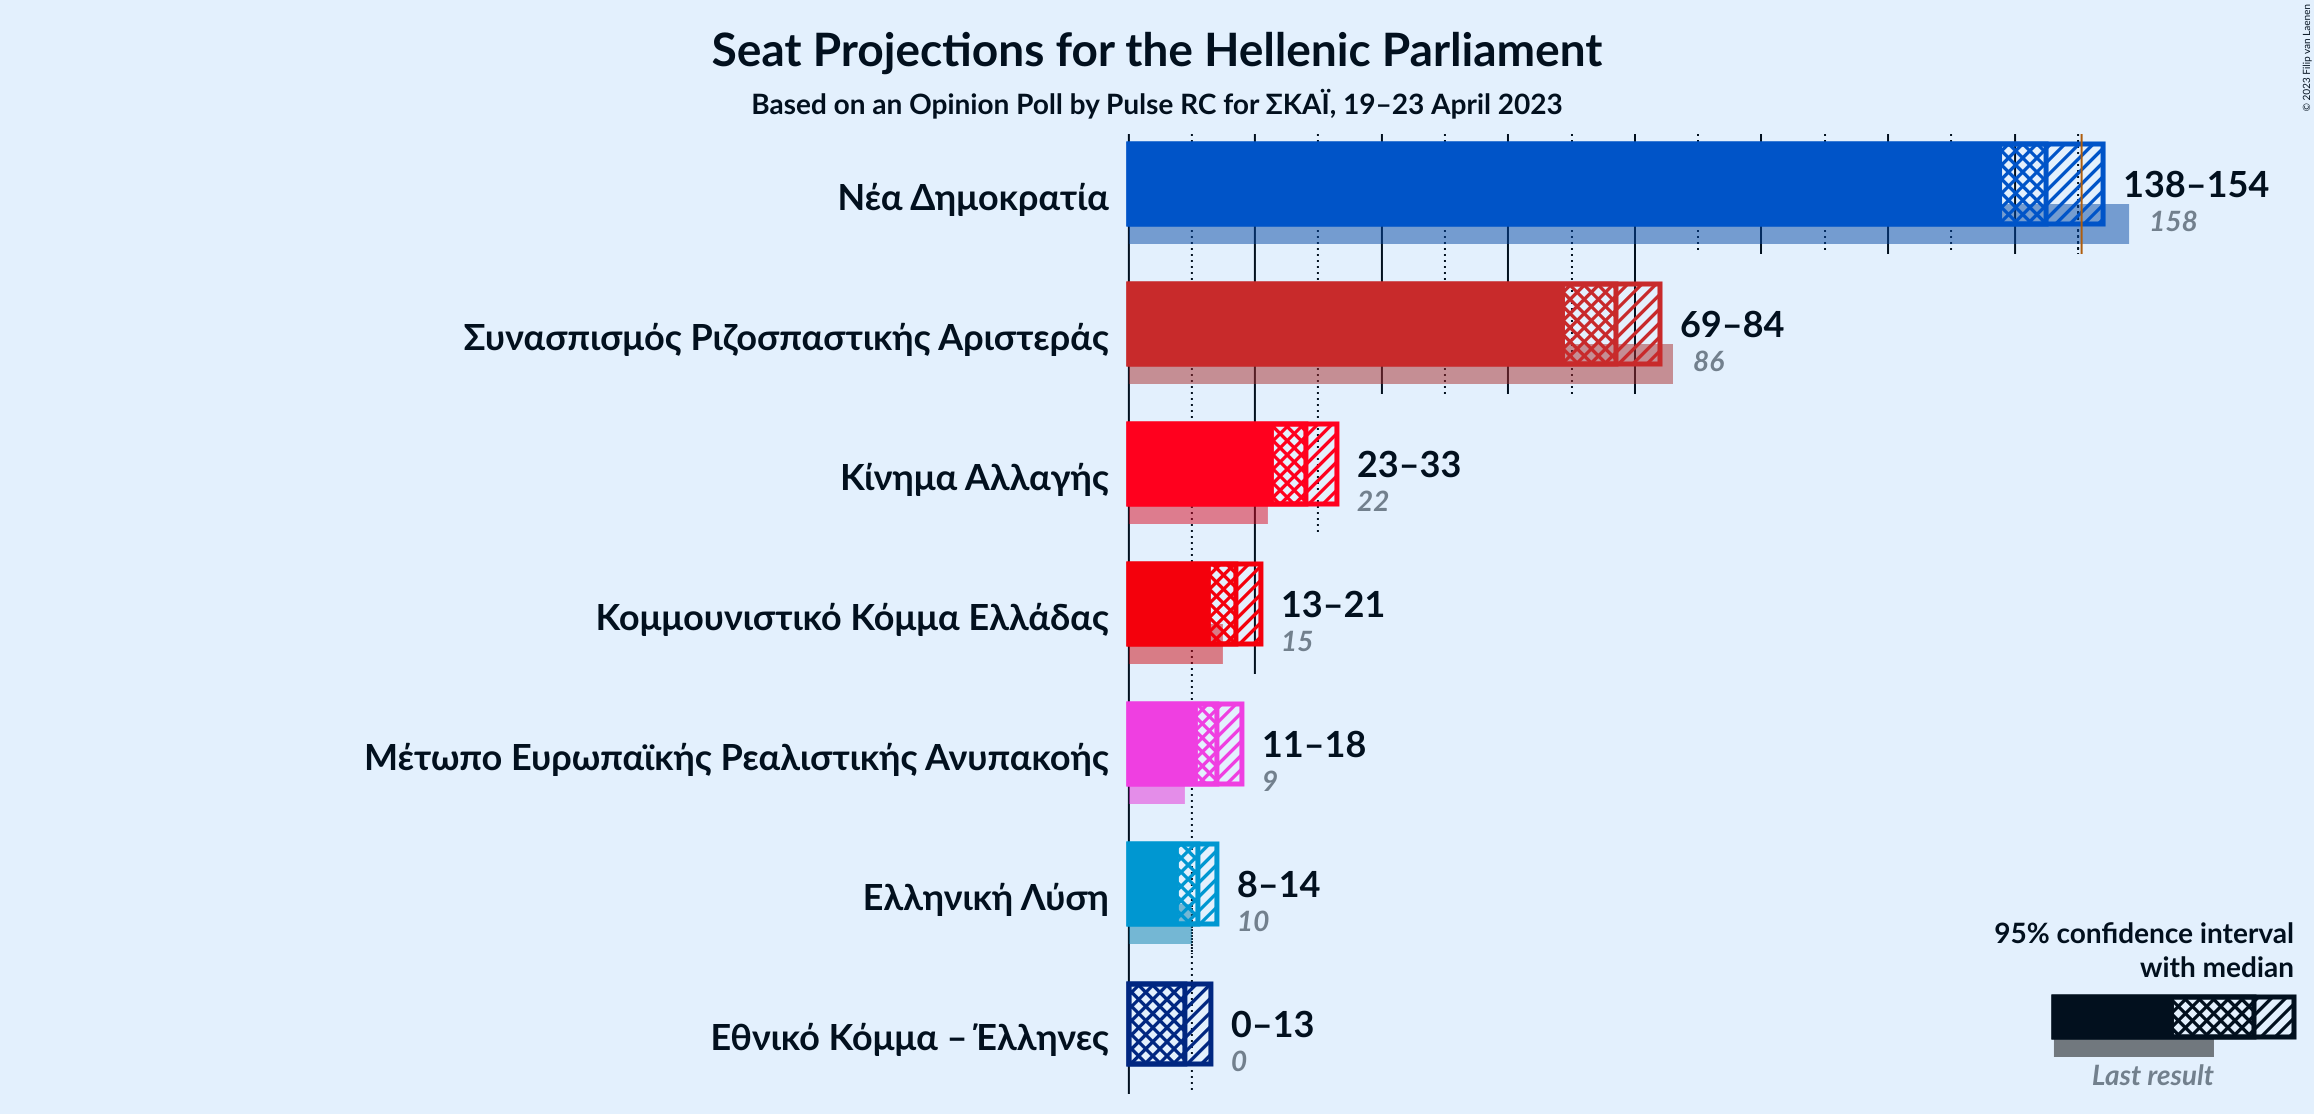 Seat Projections for the Hellenic Parliament
Based on an Opinion Poll by Pulse RC for ΣΚΑΪ, 19–23 April 2023
© 2023 Filip van Laenen
Νέα Δημοκρατία
138–154
158
Συνασπισμός Ριζοσπαστικής Αριστεράς
69–84
86
Κίνημα Αλλαγής
23–33
22
Κομμουνιστικό Κόμμα Ελλάδας
13–21
15
Μέτωπο Ευρωπαϊκής Ρεαλιστικής Ανυπακοής
11–18
9
Ελληνική Λύση
8–14
10
Εθνικό Κόμμα – Έλληνες
0–13
0
95% confidence interval
with median
Last result